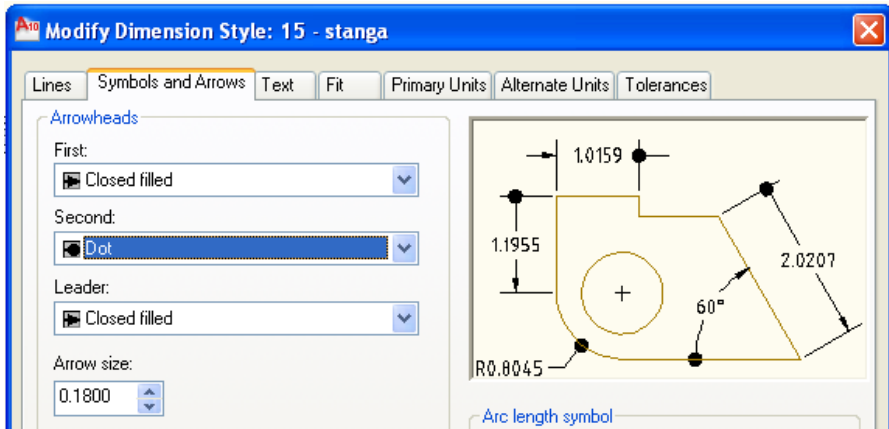 A10 Modify Dimension Style: 15 - stanga
Lines Symbols and Arrows Text Fit Primary Units Alternate Units Tolerances
Arrowheads
First:
Closed filled
Second:
Dot
Leader:
Closed filled
Arrow size:
0.1800
1.0159
1.1955
2.0207
60°
R0.8045
Arc length symbol